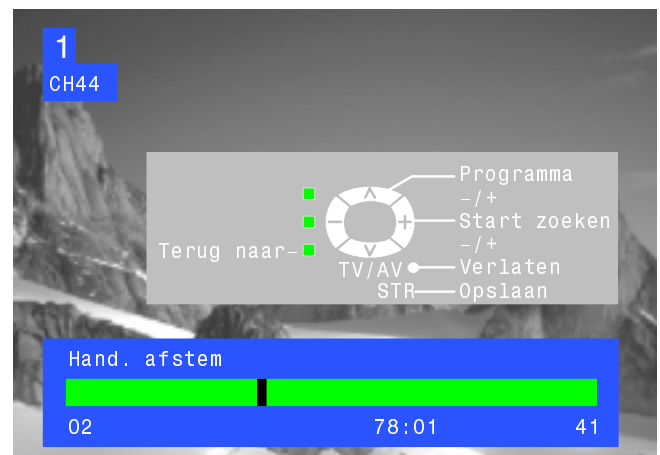 1
CH44
Programma
-/+
Start zoeken
-/+
Terug naar
TV/AV
Verlaten
STR
Opslaan
Hand. afstem
02 78:01 41